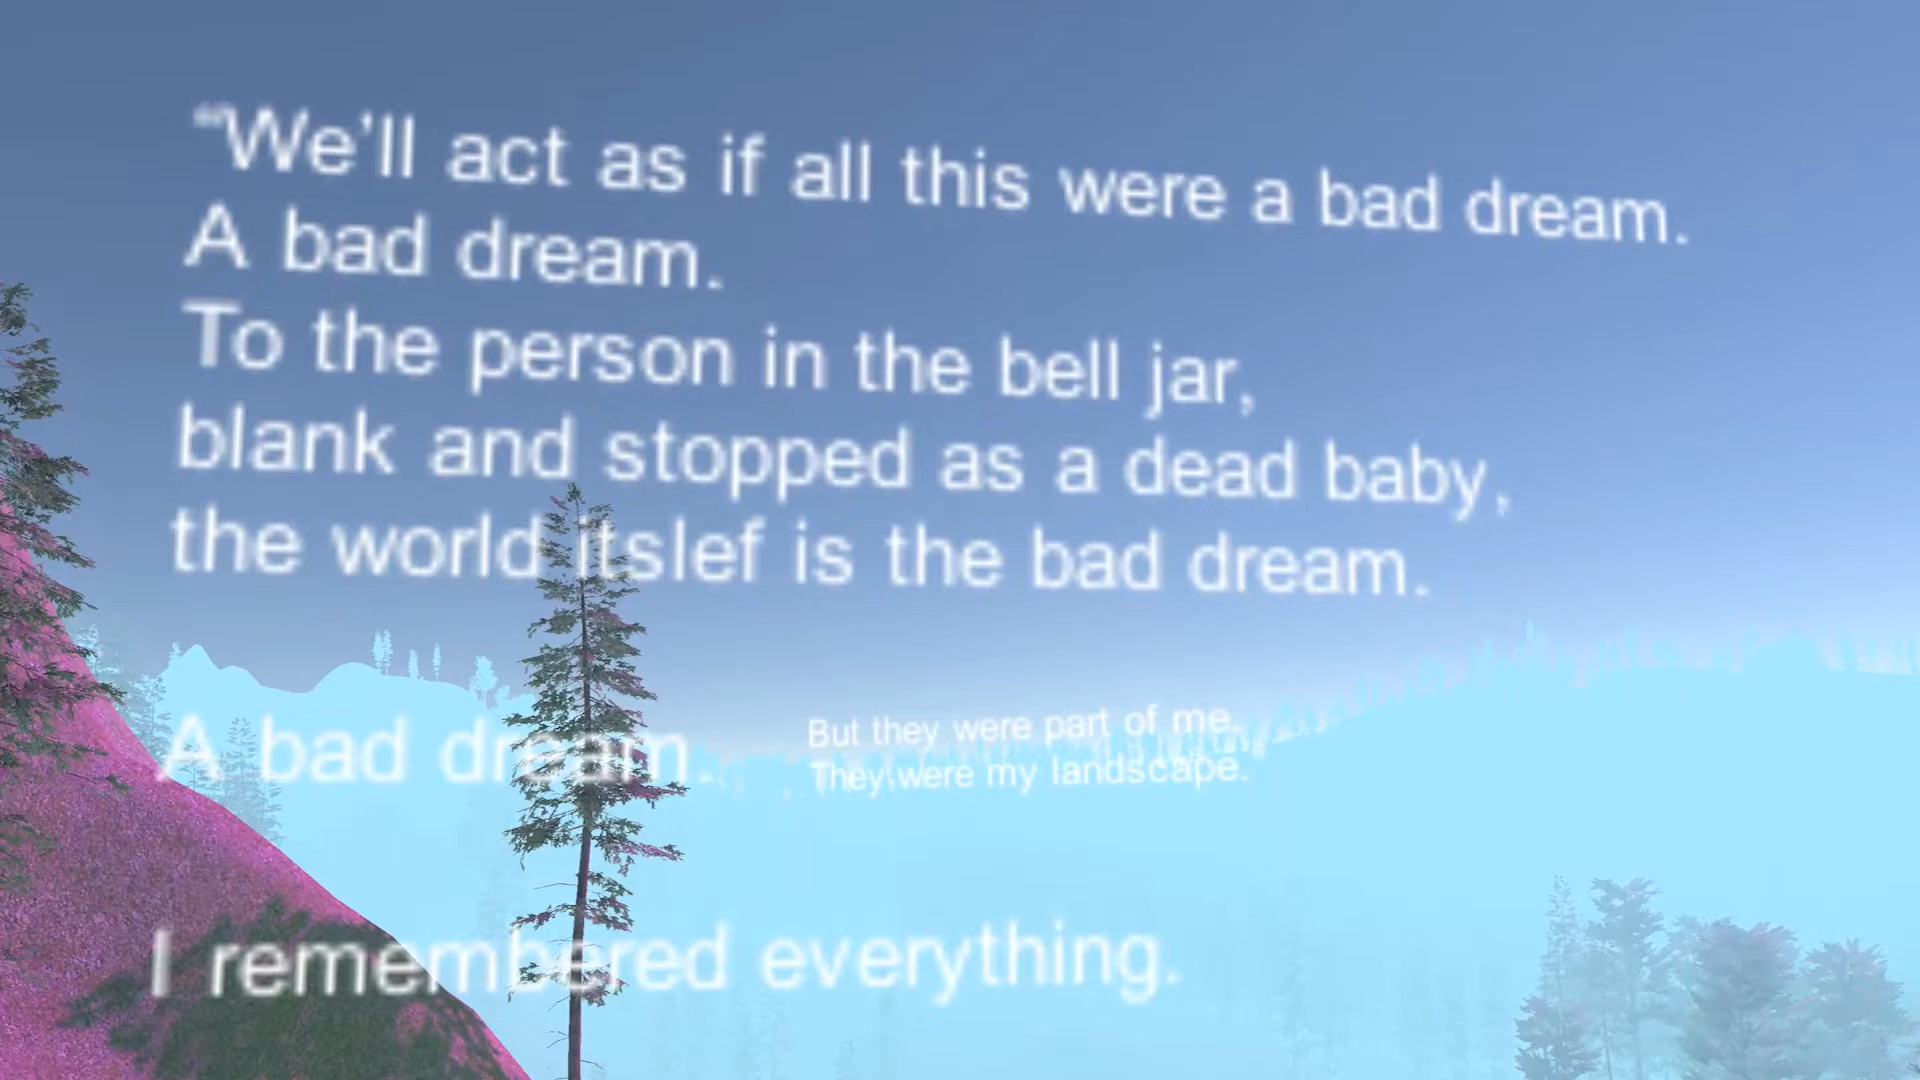 “We’ll act as if all this were a bad dream.
A bad dream.
To the person in the bell jar,
blank and stopped as a dead baby,
the world itslef is the bad dream.
A bad dream.
I remembered everything.
But they were part of me.
They were my landscape.